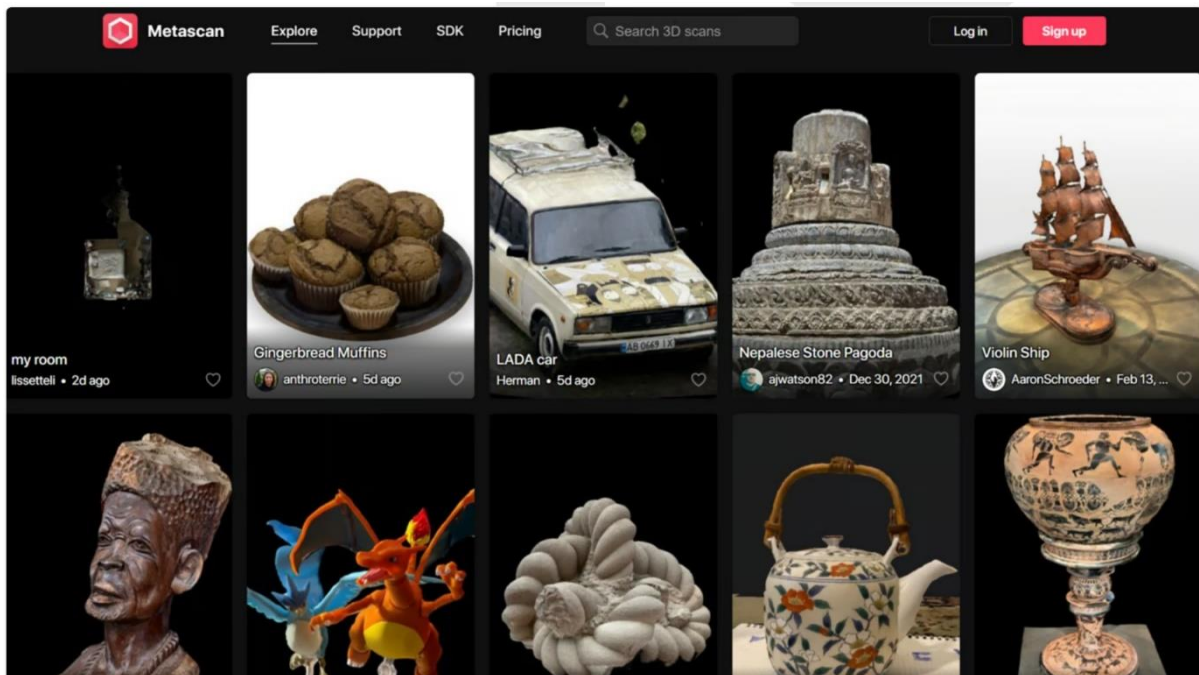 Metascan
Explore
Support
SDK
Pricing
Search 3D scans
Log in
Sign up
my room
lissetteli • 2d ago
Gingerbread Muffins
anthroterrie • 5d ago
LADA car
Herman • 5d ago
AB 0669 IX
Nepalese Stone Pagoda
ajwatson82 • Dec 30, 2021
Violin Ship
AaronSchroeder • Feb 13, ...